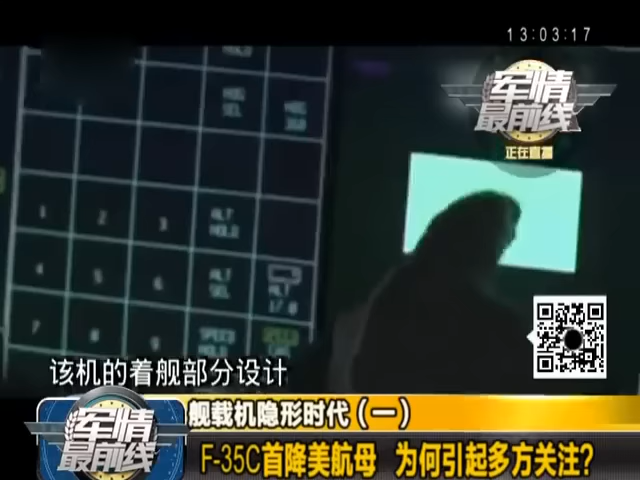 13:03:17
HDG
SEL
军情
最前线
正在直播
1
2
3
ALT
HOLD
4
5
6
ALT
SEL
ALT
7
8
9
SPEED
该机的着舰部分设计
舰载机隐形时代（一）
军情
最前线
F-35C首降美航母 为何引起多方关注?